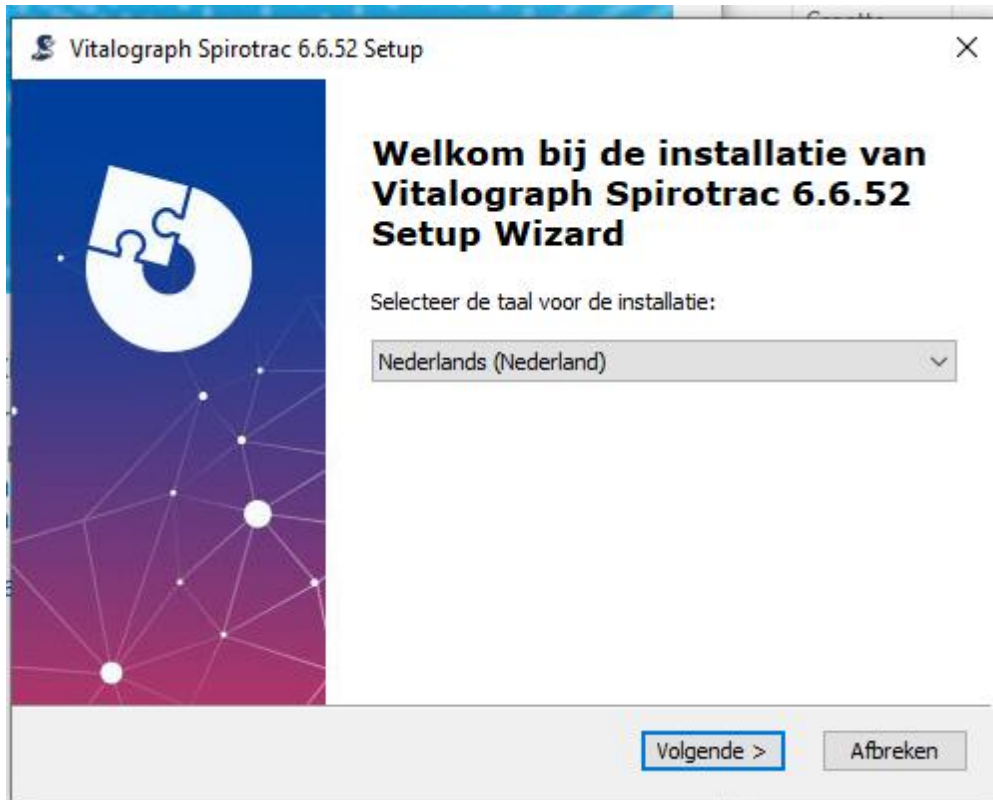 Vitalograph Spirotrac 6.6.52 Setup
Welkom bij de installatie van
Vitalograph Spirotrac 6.6.52
Setup Wizard
Selecteer de taal voor de installatie:
Nederlands (Nederland)
Volgende >
Afbreken